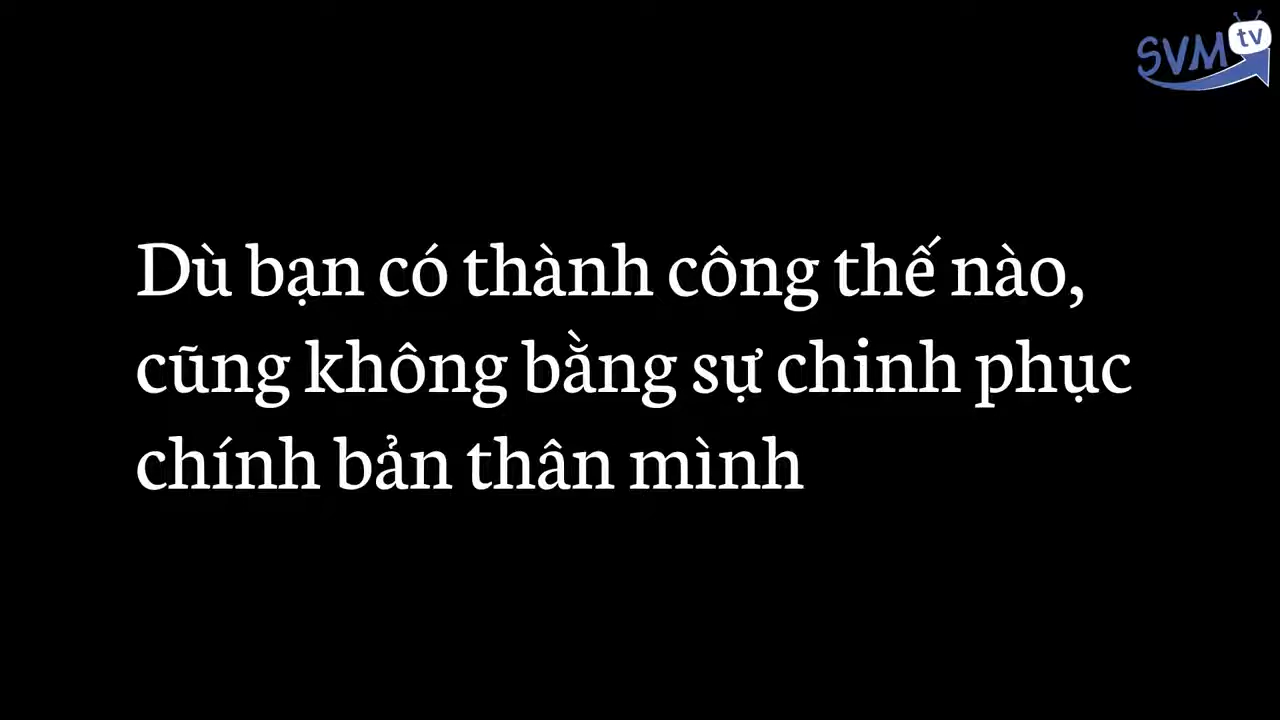 SVM tv
Dù bạn có thành công thế nào,
cũng không bằng sự chinh phục
chính bản thân mình